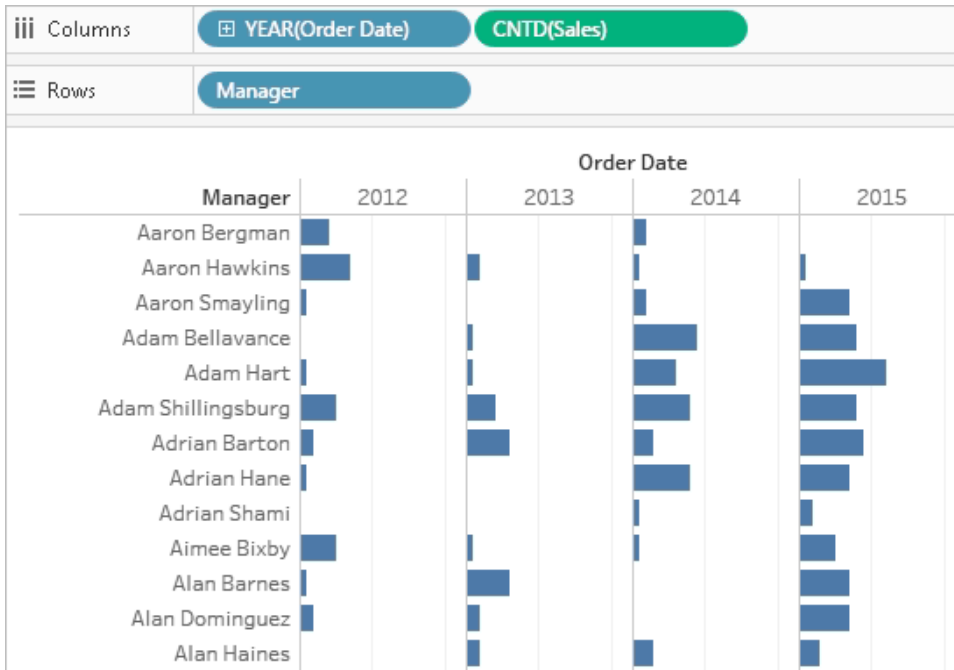 Columns YEAR(Order Date) CNTD(Sales)
Rows Manager
Order Date
Manager 2012 2013 2014 2015
Aaron Bergman
Aaron Hawkins
Aaron Smayling
Adam Bellavance
Adam Hart
Adam Shillingsburg
Adrian Barton
Adrian Hane
Adrian Shami
Aimee Bixby
Alan Barnes
Alan Dominguez
Alan Haines